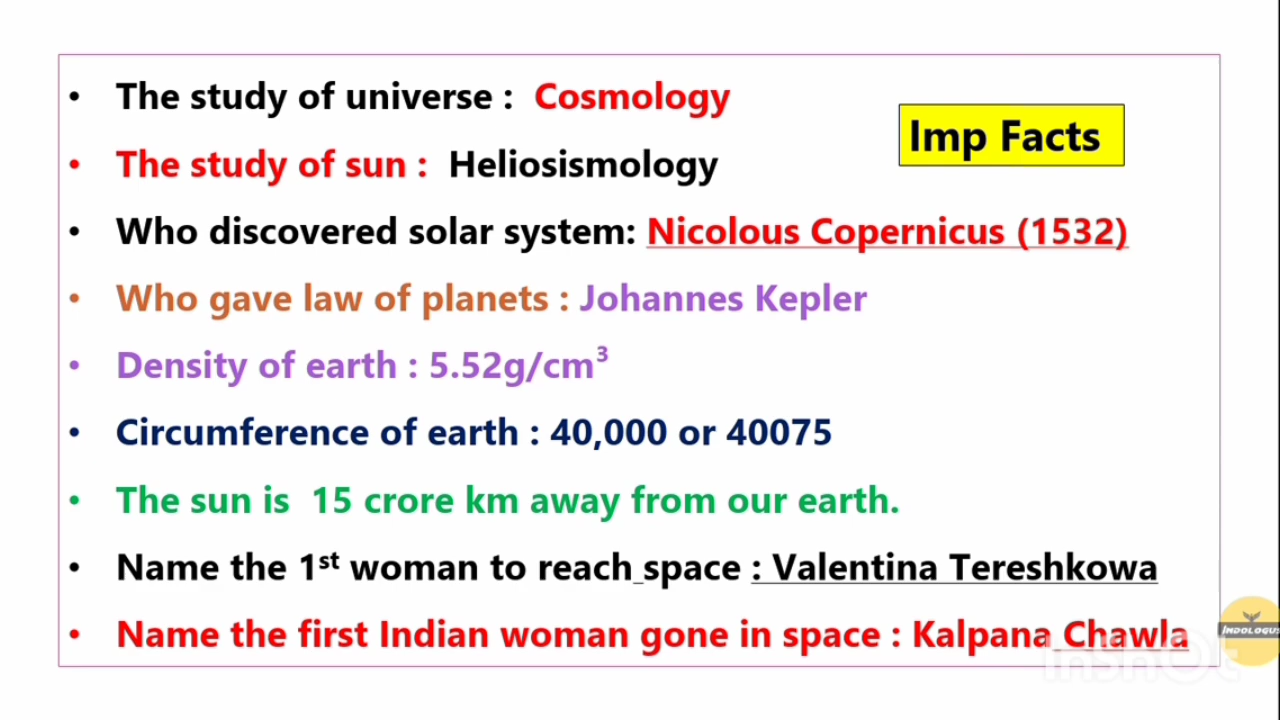 • The study of universe : Cosmology
Imp Facts
• The study of sun : Heliosismology
• Who discovered solar system: Nicolous Copernicus (1532)
• Who gave law of planets : Johannes Kepler
• Density of earth : 5.52g/cm³
• Circumference of earth : 40,000 or 40075
• The sun is 15 crore km away from our earth.
• Name the 1st woman to reach space : Valentina Tereshkowa
• Name the first Indian woman gone in space : Kalpana Chawla
INDOLOGUS
InShOt